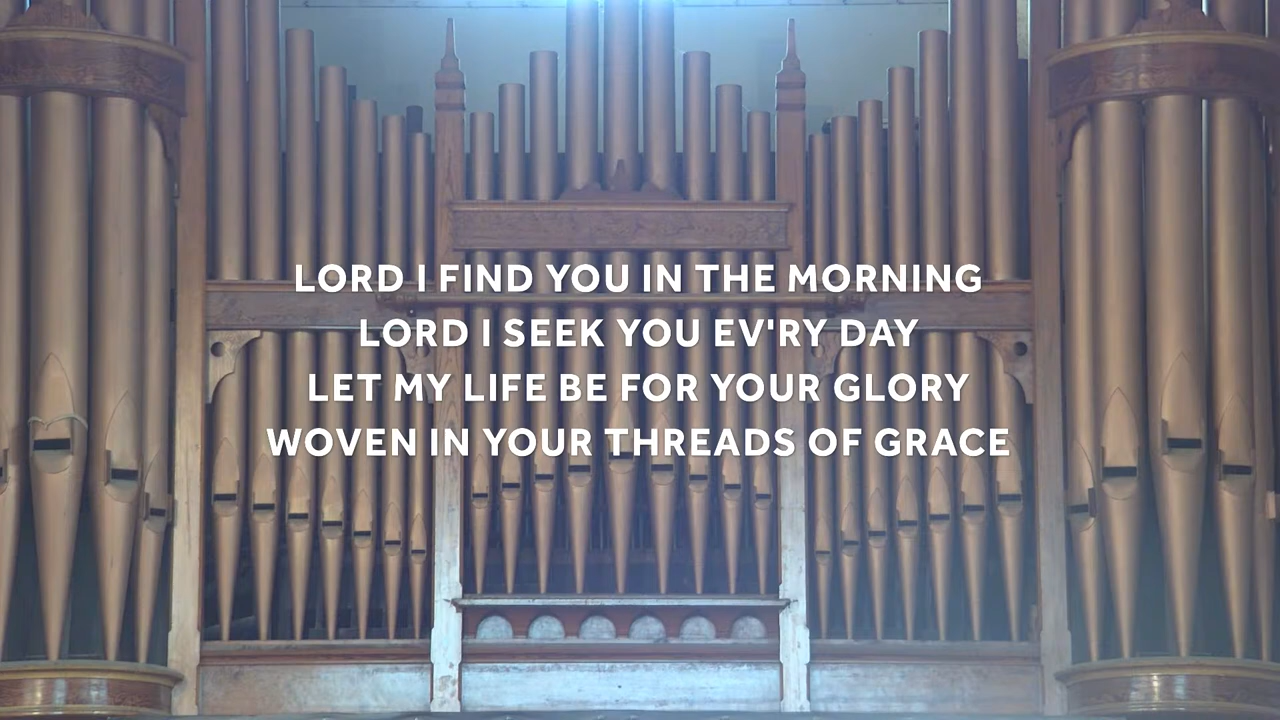 LORD I FIND YOU IN THE MORNING
LORD I SEEK YOU EV'RY DAY
LET MY LIFE BE FOR YOUR GLORY
WOVEN IN YOUR THREADS OF GRACE